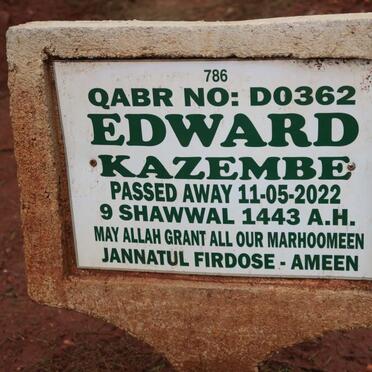 786
QABR NO: D0362
EDWARD
KAZEMBE
PASSED AWAY 11-05-2022
9 SHAWWAL 1443 A.H.
MAY ALLAH GRANT ALL OUR MARHOOMEEN
JANNATUL FIRDOSE - AMEEN